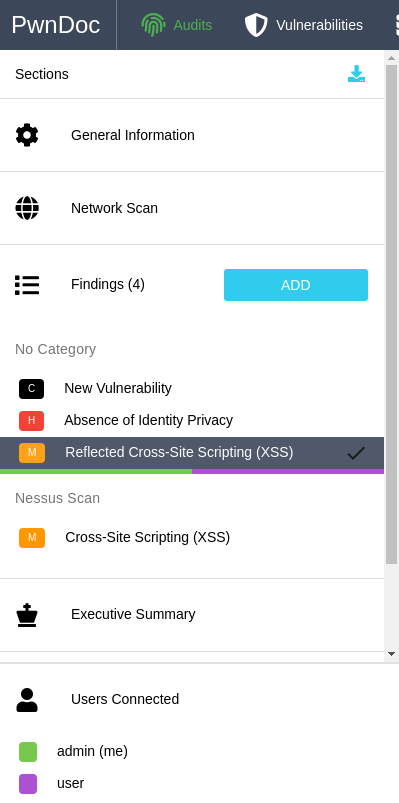 PwnDoc Audits Vulnerabilities
Sections
General Information
Network Scan
Findings (4) ADD
No Category
C New Vulnerability
H Absence of Identity Privacy
M Reflected Cross-Site Scripting (XSS)
Nessus Scan
M Cross-Site Scripting (XSS)
Executive Summary
Users Connected
admin (me)
user